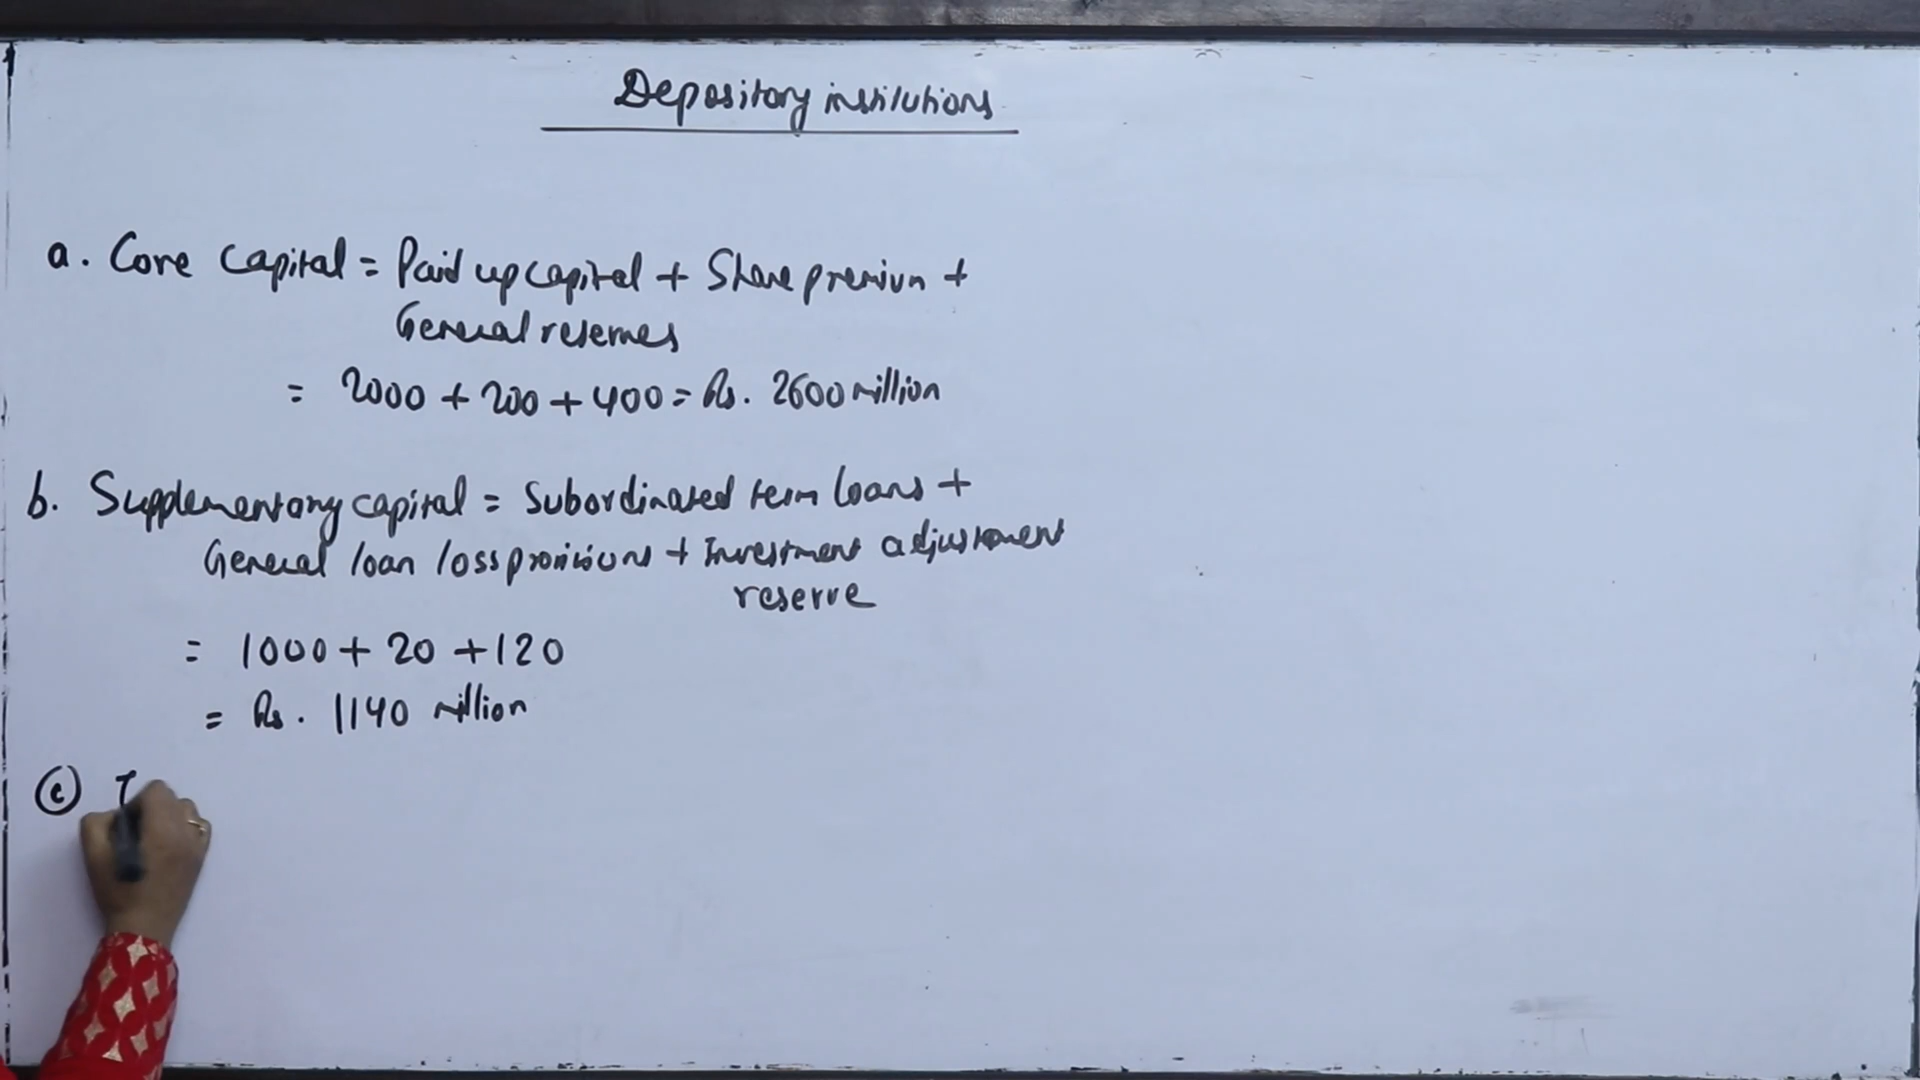 Depository institutions
a. Core Capital = Paid up capital + Share premium +
General reserves
= 2000 + 200 + 400 = Rs. 2600 million
b. Supplementary capital = Subordinated term loans +
General loan loss provisions + Investment adjustment
reserve
= 1000 + 20 + 120
= Rs. 1140 million
c T